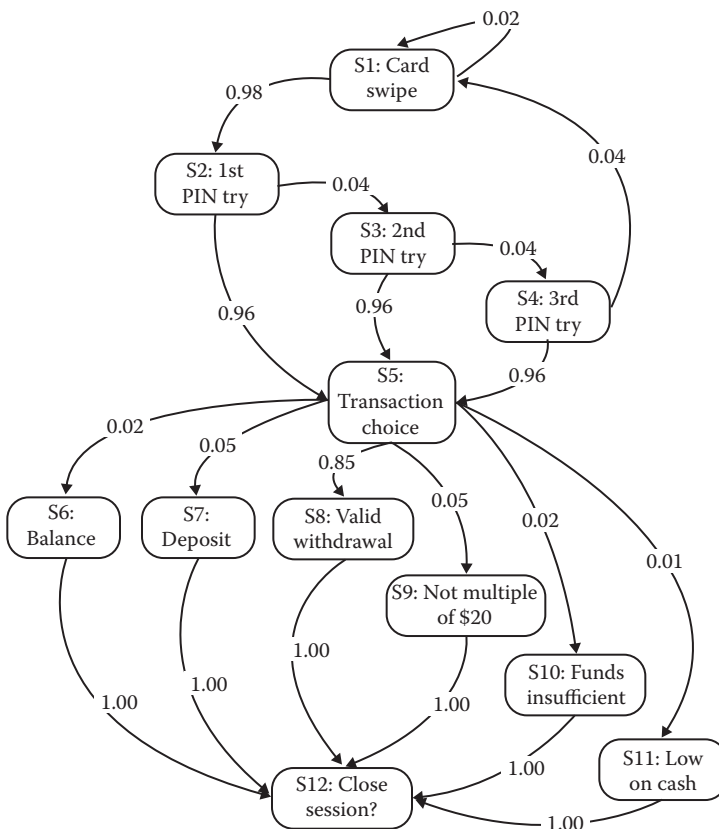 0.02
S1: Card
swipe
0.98
0.04
S2: 1st
PIN try
0.04
S3: 2nd
PIN try
0.04
S4: 3rd
PIN try
0.96
0.96
0.96
S5:
Transaction
choice
0.02
0.05
0.85
0.05
0.02
0.01
S6:
Balance
S7:
Deposit
S8: Valid
withdrawal
S9: Not multiple
of $20
S10: Funds
insufficient
S11: Low
on cash
1.00
1.00
1.00
1.00
1.00
1.00
S12: Close
session?